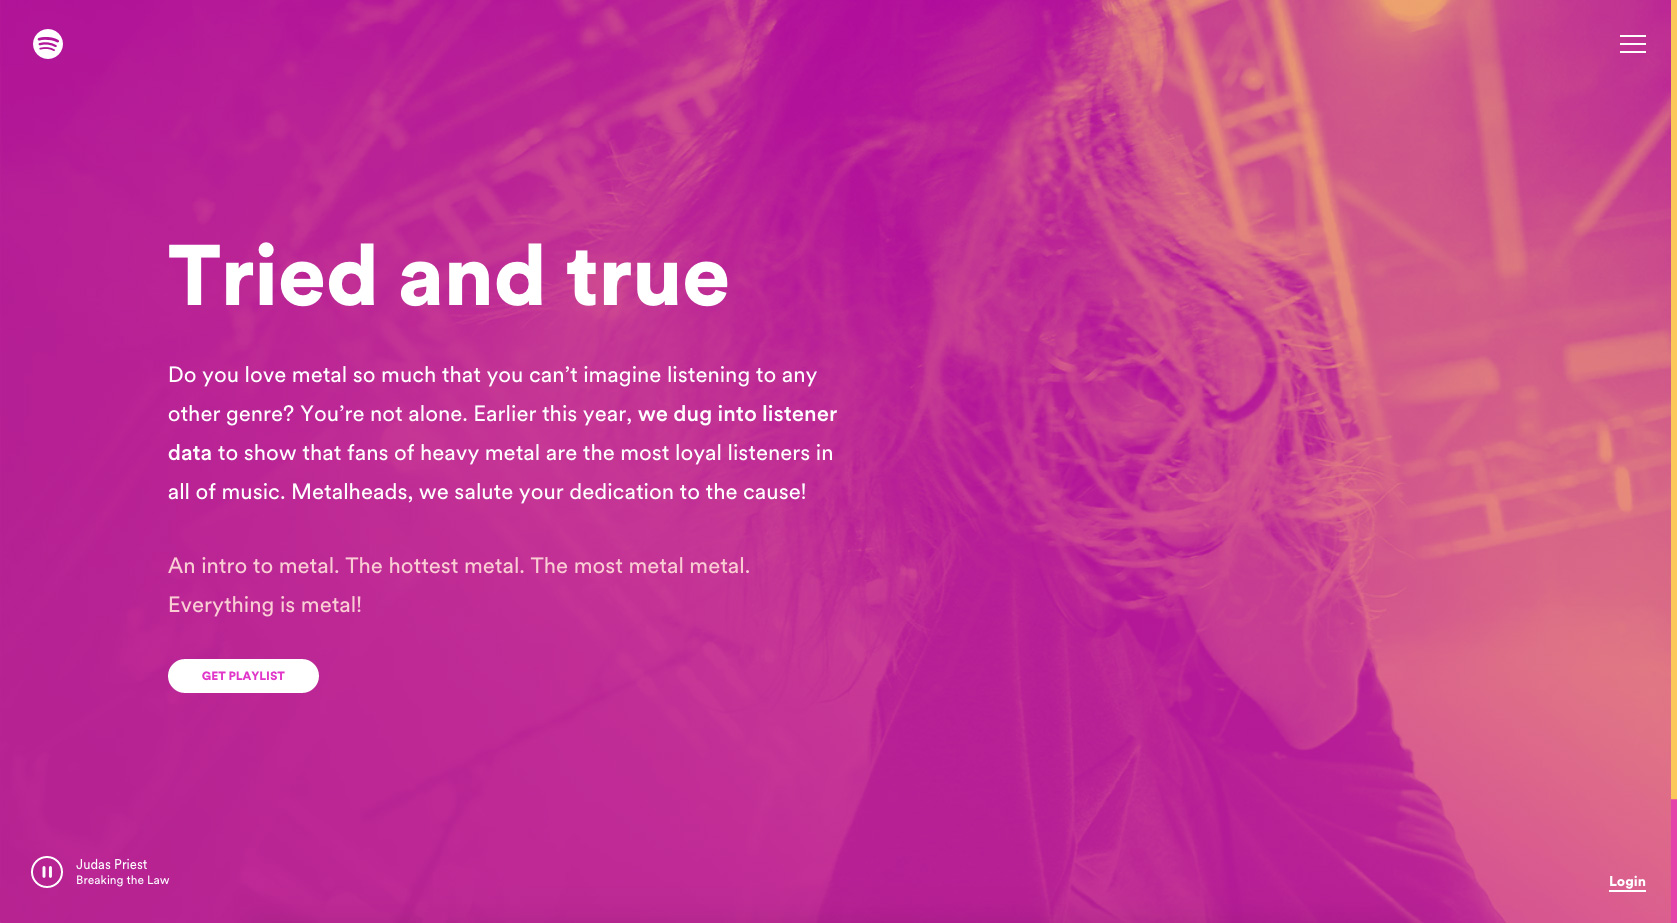 Tried and true
Do you love metal so much that you can’t imagine listening to any
other genre? You’re not alone. Earlier this year, we dug into listener
data to show that fans of heavy metal are the most loyal listeners in
all of music. Metalheads, we salute your dedication to the cause!
An intro to metal. The hottest metal. The most metal metal.
Everything is metal!
GET PLAYLIST
Judas Priest
Breaking the Law
Login